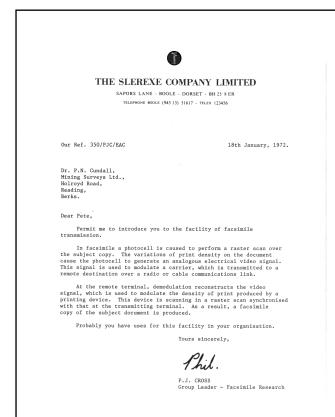 THE SLEREXE COMPANY LIMITED
SAPORS LANE - BOOLE - DORSET - BH 25 8 ER
TELEPHONE BOOLE (945 13) 51617 - TELEX 123456
Our Ref. 350/PJC/EAC 18th January, 1972.
Dr. P.N. Cundall,
Mining Surveys Ltd.,
Holroyd Road,
Reading,
Berks.
Dear Pete,
Permit me to introduce you to the facility of facsimile
transmission.
In facsimile a photocell is caused to perform a raster scan over
the subject copy. The variations of print density on the document
cause the photocell to generate an analogous electrical video signal.
This signal is used to modulate a carrier, which is transmitted to a
remote destination over a radio or cable communications link.
At the remote terminal, demodulation reconstructs the video
signal, which is used to modulate the density of print produced by a
printing device. This device is scanning in a raster scan synchronised
with that at the transmitting terminal. As a result, a facsimile
copy of the subject document is produced.
Probably you have uses for this facility in your organisation.
Yours sincerely,
Phil.
P.J. CROSS
Group Leader - Facsimile Research